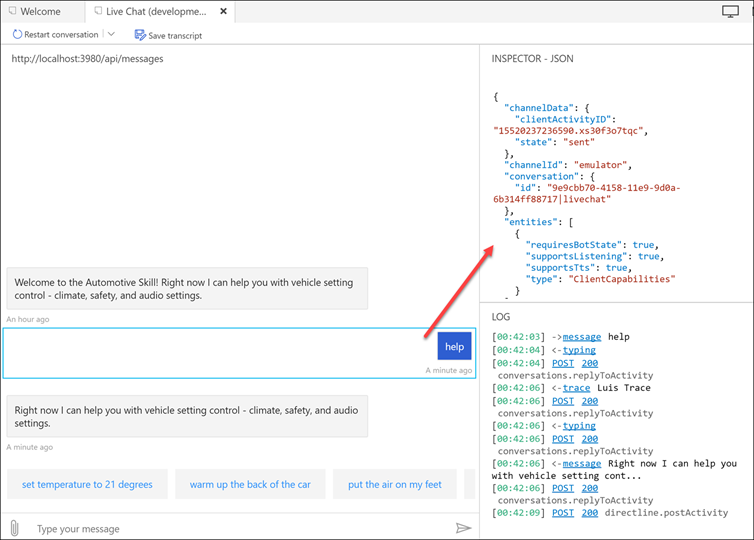 Welcome
Live Chat (developme...
Restart conversation
Save transcript
http://localhost:3980/api/messages
Welcome to the Automotive Skill! Right now I can help you with vehicle setting
control - climate, safety, and audio settings.
An hour ago
help
A minute ago
Right now I can help you with vehicle setting control - climate, safety, and audio
settings.
A minute ago
set temperature to 21 degrees
warm up the back of the car
put the air on my feet
Type your message
INSPECTOR - JSON
{
"channelData": {
"clientActivityID":
"15520237236590.xs30f3o7tqc",
"state": "sent"
},
"channelId": "emulator",
"conversation": {
"id": "9e9cbb70-4158-11e9-9d0a-
6b314ff88717|livechat"
},
"entities": [
{
"requiresBotState": true,
"supportsListening": true,
"supportsTts": true,
"type": "ClientCapabilities"
}
LOG
[00:42:03] ->message help
[00:42:04] <-typing
[00:42:04] POST 200
conversations.replyToActivity
[00:42:06] <-trace Luis Trace
[00:42:06] POST 200
conversations.replyToActivity
[00:42:06] <-typing
[00:42:06] POST 200
conversations.replyToActivity
[00:42:06] <-message Right now I can help you
with vehicle setting cont...
[00:42:06] POST 200
conversations.replyToActivity
[00:42:09] POST 200 directline.postActivity